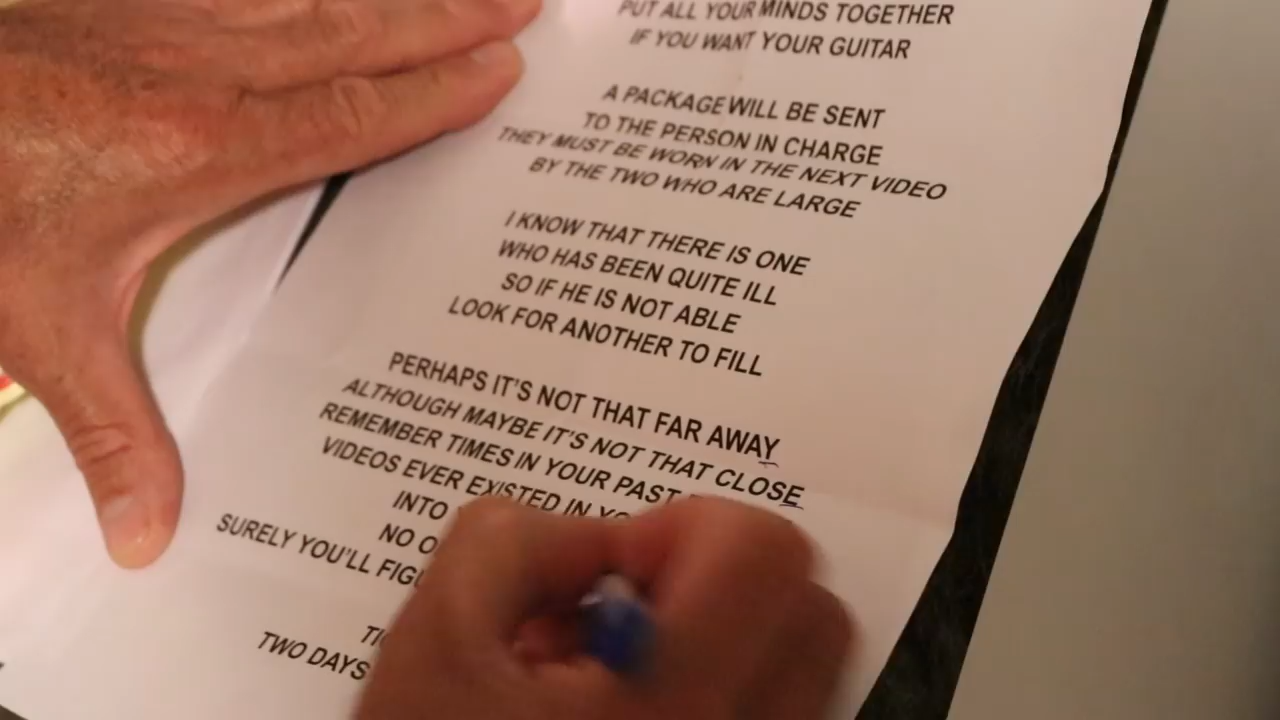 PUT ALL YOUR MINDS TOGETHER
IF YOU WANT YOUR GUITAR
A PACKAGE WILL BE SENT
TO THE PERSON IN CHARGE
THEY MUST BE WORN IN THE NEXT VIDEO
BY THE TWO WHO ARE LARGE
I KNOW THAT THERE IS ONE
WHO HAS BEEN QUITE ILL
SO IF HE IS NOT ABLE
LOOK FOR ANOTHER TO FILL
PERHAPS IT'S NOT THAT FAR AWAY
ALTHOUGH MAYBE IT'S NOT THAT CLOSE
REMEMBER TIMES IN YOUR PAST
VIDEOS EVER EXISTED IN
INTO
NO
SURELY YOU'LL
TWO DAYS